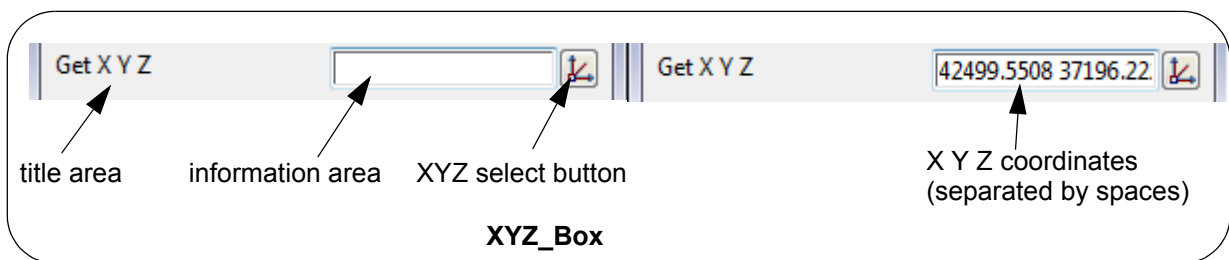 Get X Y Z
Get X Y Z 42499.5508 37196.22
title area information area XYZ select button
X Y Z coordinates
(separated by spaces)
XYZ_Box